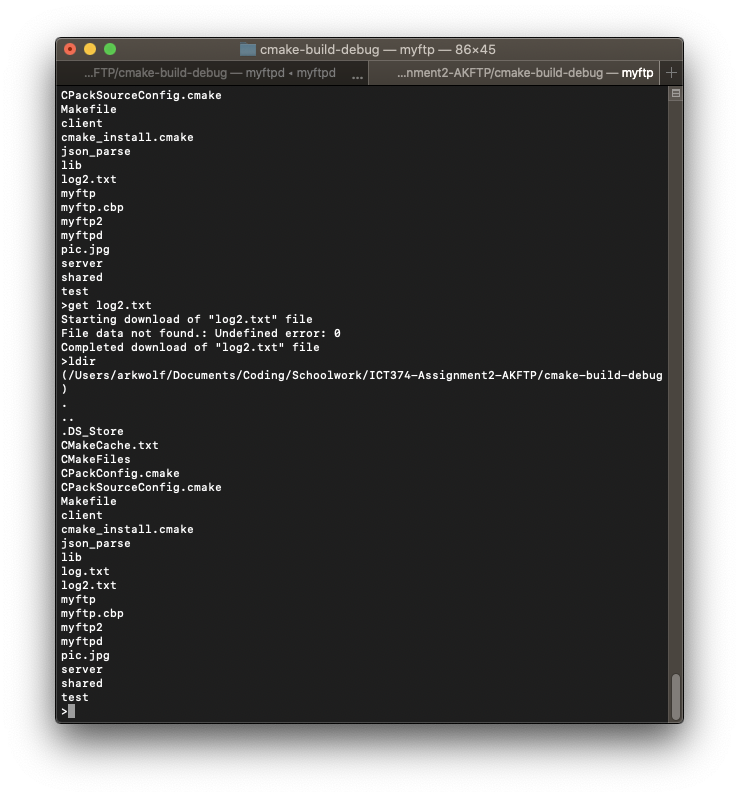 cmake-build-debug — myftp — 86×45
...FTP/cmake-build-debug — myftpd • myftpd ... ...nment2-AKFTP/cmake-build-debug — myftp +
CPackSourceConfig.cmake
Makefile
client
cmake_install.cmake
json_parse
lib
log2.txt
myftp
myftp.cbp
myftp2
myftpd
pic.jpg
server
shared
test
>get log2.txt
Starting download of "log2.txt" file
File data not found.: Undefined error: 0
Completed download of "log2.txt" file
>ldir
(/Users/arkwolf/Documents/Coding/Schoolwork/ICT374-Assignment2-AKFTP/cmake-build-debug
)
.
..
.DS_Store
CMakeCache.txt
CMakeFiles
CPackConfig.cmake
CPackSourceConfig.cmake
Makefile
client
cmake_install.cmake
json_parse
lib
log.txt
log2.txt
myftp
myftp.cbp
myftp2
myftpd
pic.jpg
server
shared
test
>